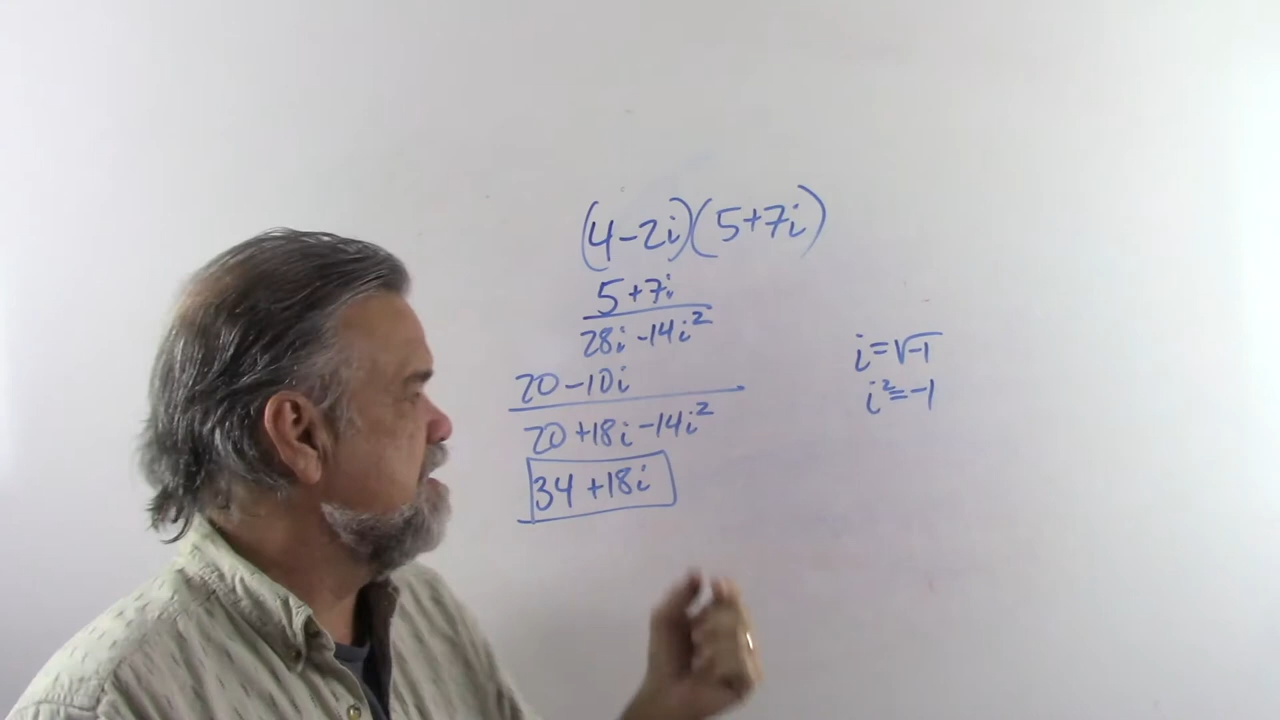 (4-2i)(5+7i)
5+7i
28i-14i²
20-10i
20+18i-14i²
34+18i
i=√-1
i²=-1